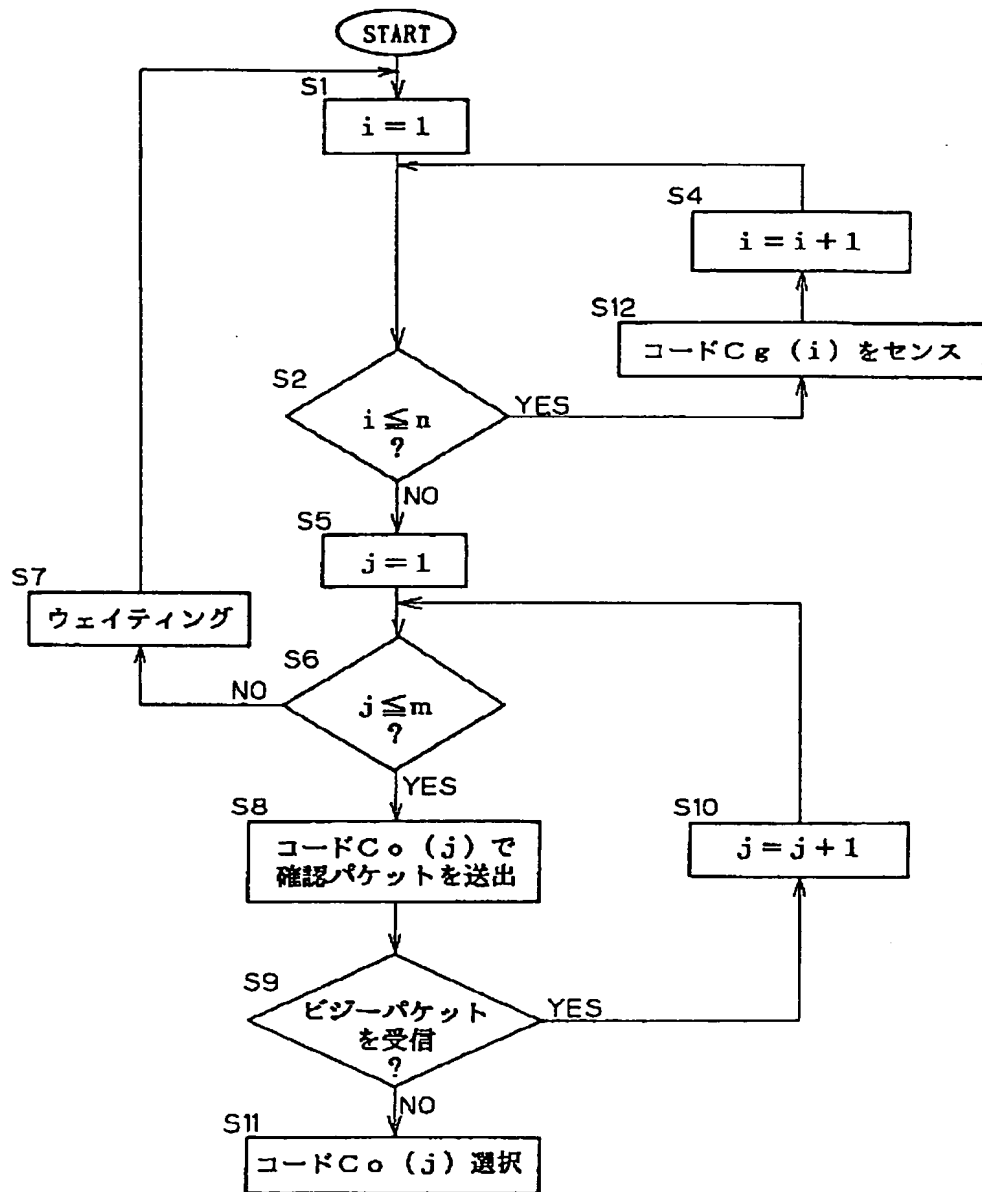 START
S1
i=1
S4
i=i+1
S12
コードCg(i)をセンス
S2
i≦n
?
YES
NO
S5
j=1
S7
ウェイティング
S6
NO
j≦m
?
YES
S8
コードCo(j)で
確認パケットを送出
S10
j=j+1
S9
ビジーパケット
を受信
?
YES
NO
S11
コードCo(j)選択